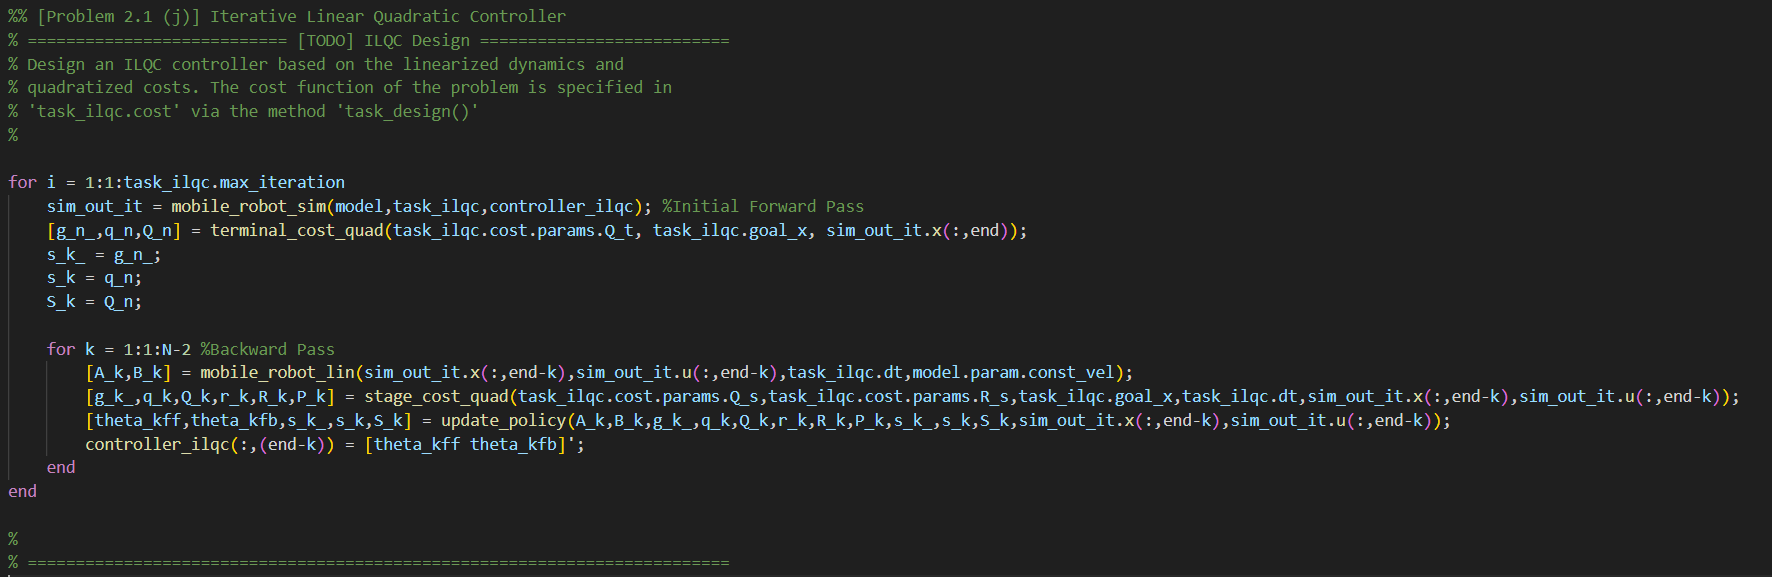 %% [Problem 2.1 (j)] Iterative Linear Quadratic Controller
% =========================== [TODO] ILQC Design ==========================
% Design an ILQC controller based on the linearized dynamics and
% quadratized costs. The cost function of the problem is specified in
% 'task_ilqc.cost' via the method 'task_design()'
%
for i = 1:1:task_ilqc.max_iteration
    sim_out_it = mobile_robot_sim(model,task_ilqc,controller_ilqc); %Initial Forward Pass
    [g_n_,q_n,Q_n] = terminal_cost_quad(task_ilqc.cost.params.Q_t, task_ilqc.goal_x, sim_out_it.x(:,end));
    s_k_ = g_n_;
    s_k = q_n;
    S_k = Q_n;
    for k = 1:1:N-2 %Backward Pass
        [A_k,B_k] = mobile_robot_lin(sim_out_it.x(:,end-k),sim_out_it.u(:,end-k),task_ilqc.dt,model.param.const_vel);
        [g_k_,q_k,Q_k,r_k,R_k,P_k] = stage_cost_quad(task_ilqc.cost.params.Q_s,task_ilqc.cost.params.R_s,task_ilqc.goal_x,task_ilqc.dt,sim_out_it.x(:,end-k),sim_out_it.u(:,end-k));
        [theta_kff,theta_kfb,s_k_,s_k,S_k] = update_policy(A_k,B_k,g_k_,q_k,Q_k,r_k,R_k,P_k,s_k_,s_k,S_k,sim_out_it.x(:,end-k),sim_out_it.u(:,end-k));
        controller_ilqc(:,(end-k)) = [theta_kff theta_kfb]';
    end
end
%
% =========================================================================